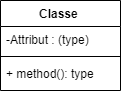 Classe
-Attribut : (type)
+ method(): type